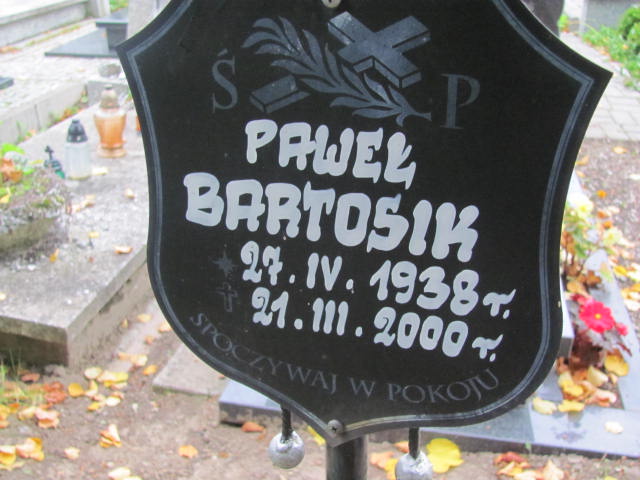 Ś P
PAWEŁ
BARTOSIK
27.IV.1938 r.
21.III.2000 r.
SPOCZYWAJ W POKOJU